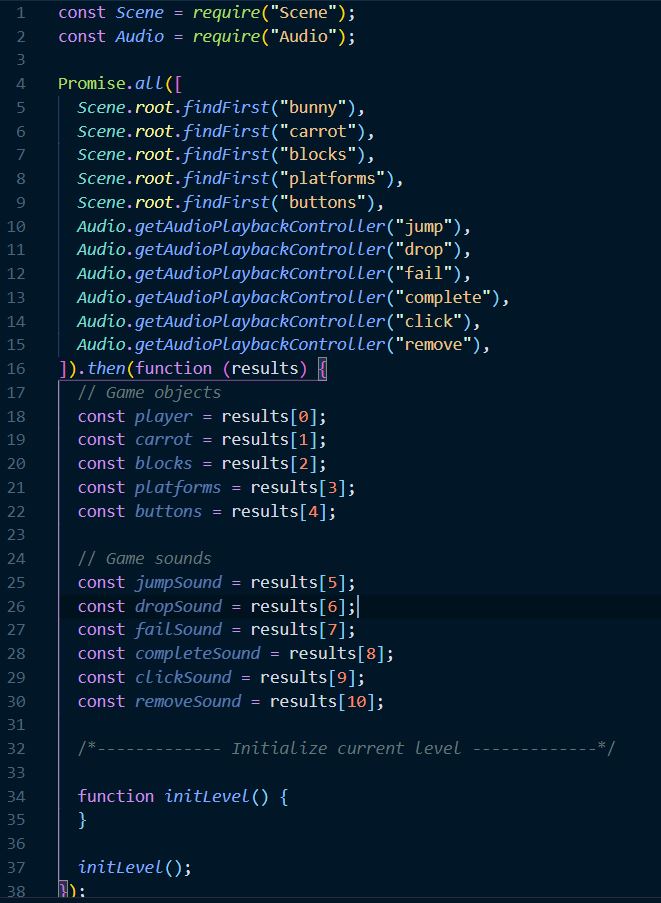 1 const Scene = require("Scene");
2 const Audio = require("Audio");
3
4 Promise.all([
5   Scene.root.findFirst("bunny"),
6   Scene.root.findFirst("carrot"),
7   Scene.root.findFirst("blocks"),
8   Scene.root.findFirst("platforms"),
9   Scene.root.findFirst("buttons"),
10   Audio.getAudioPlaybackController("jump"),
11   Audio.getAudioPlaybackController("drop"),
12   Audio.getAudioPlaybackController("fail"),
13   Audio.getAudioPlaybackController("complete"),
14   Audio.getAudioPlaybackController("click"),
15   Audio.getAudioPlaybackController("remove"),
16 ]).then(function (results) {
17   // Game objects
18   const player = results[0];
19   const carrot = results[1];
20   const blocks = results[2];
21   const platforms = results[3];
22   const buttons = results[4];
23
24   // Game sounds
25   const jumpSound = results[5];
26   const dropSound = results[6];
27   const failSound = results[7];
28   const completeSound = results[8];
29   const clickSound = results[9];
30   const removeSound = results[10];
31
32   /*------------- Initialize current level -------------*/
33
34   function initLevel() {
35   }
36
37   initLevel();
38 });